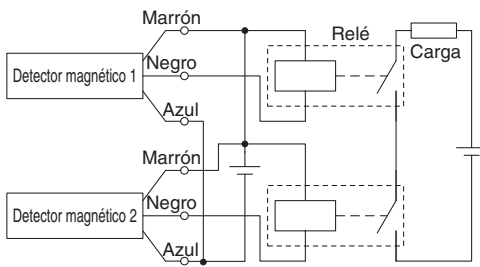 Marrón
Relé
Carga
Detector magnético 1
Negro
Azul
Marrón
Negro
Detector magnético 2
Azul